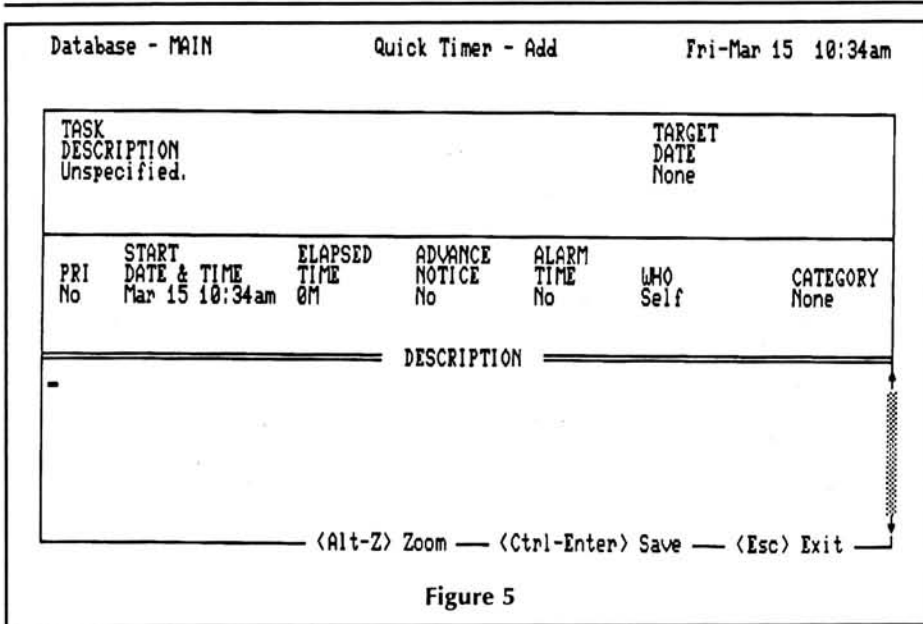 Database - MAIN Quick Timer - Add Fri-Mar 15 10:34am
TASK TARGET
DESCRIPTION DATE
Unspecified. None
START ELAPSED ADVANCE ALARM
PRI DATE & TIME TIME NOTICE TIME WHO CATEGORY
No Mar 15 10:34am 0M No No Self None
DESCRIPTION
<Alt-Z> Zoom — <Ctrl-Enter> Save — <Esc> Exit
Figure 5